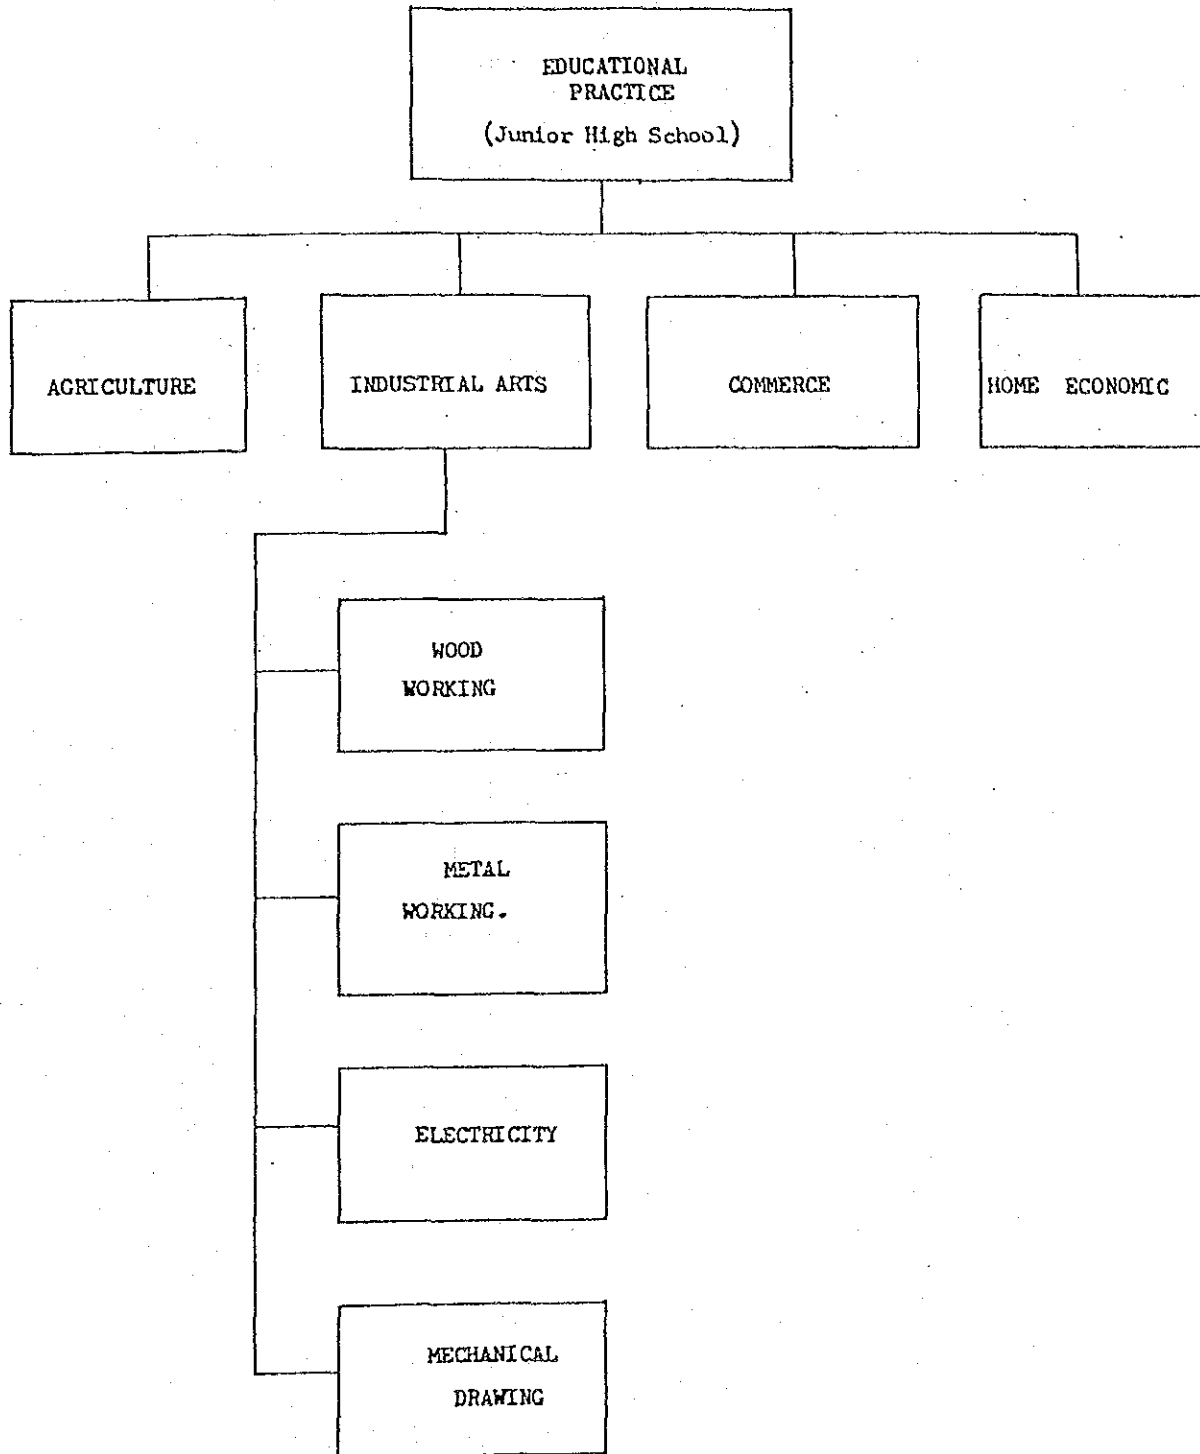 EDUCATIONAL
PRACTICE
(Junior High School)
AGRICULTURE
INDUSTRIAL ARTS
COMMERCE
HOME ECONOMIC
WOOD
WORKING
METAL
WORKING.
ELECTRICITY
MECHANICAL
DRAWING